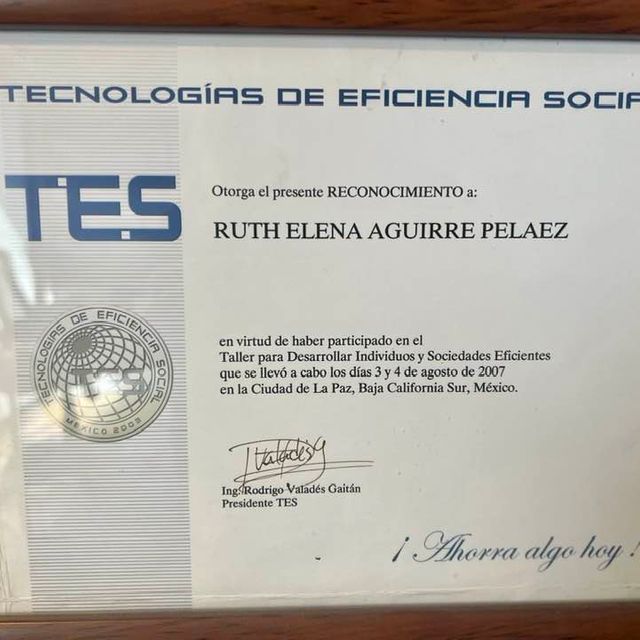 TECNOLOGÍAS DE EFICIENCIA SOCIA
TES
Otorga el presente RECONOCIMIENTO a:
RUTH ELENA AGUIRRE PELAEZ
TECNOLOGIAS DE EFICIENCIA SOCIAL
TES
MEXICO 2003
en virtud de haber participado en el
Taller para Desarrollar Individuos y Sociedades Eficientes
que se llevó a cabo los días 3 y 4 de agosto de 2007
en la Ciudad de La Paz, Baja California Sur, México.
Ing. Rodrigo Valadés Gaitán
Presidente TES
¡ Ahorra algo hoy !